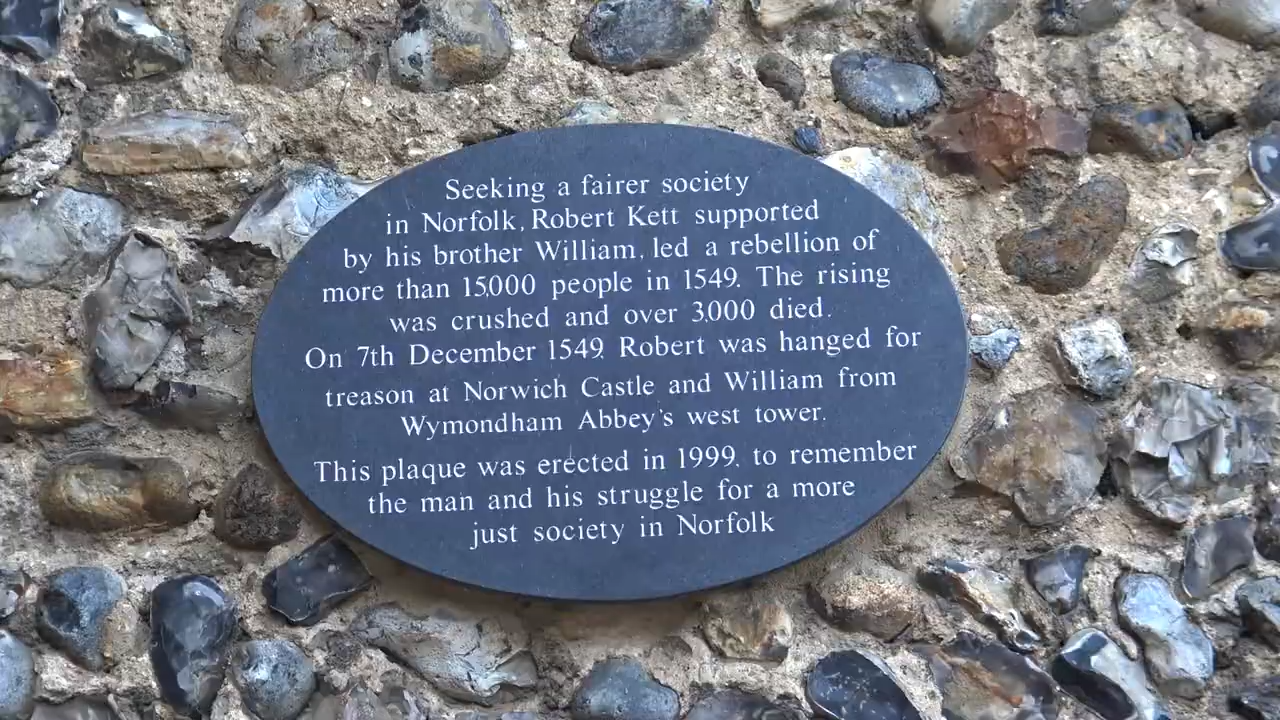 Seeking a fairer society
in Norfolk, Robert Kett supported
by his brother William, led a rebellion of
more than 15,000 people in 1549. The rising
was crushed and over 3,000 died.
On 7th December 1549, Robert was hanged for
treason at Norwich Castle and William from
Wymondham Abbey's west tower.
This plaque was erected in 1999, to remember
the man and his struggle for a more
just society in Norfolk